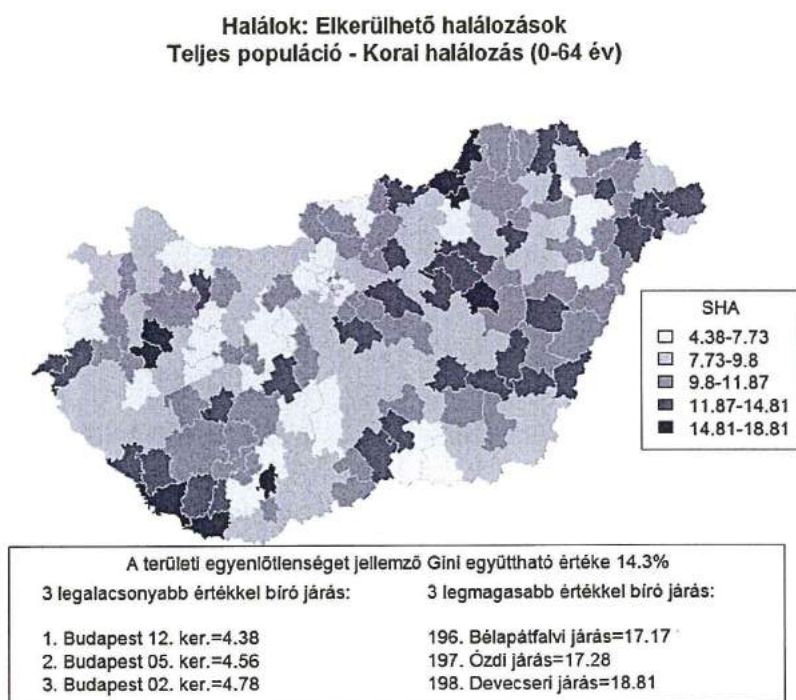 Halálok: Elkerülhető halálozások
Teljes populáció - Korai halálozás (0-64 év)
SHA
4.38-7.73
7.73-9.8
9.8-11.87
11.87-14.81
14.81-18.81
A területi egyenlőtlenséget jellemző Gini együttható értéke 14.3%
3 legalacsonyabb értékkel bíró járás:
1. Budapest 12. ker.=4.38
2. Budapest 05. ker.=4.56
3. Budapest 02. ker.=4.78
3 legmagasabb értékkel bíró járás:
196. Bélapátfalvi járás=17.17
197. Ózdi járás=17.28
198. Devecseri járás=18.81